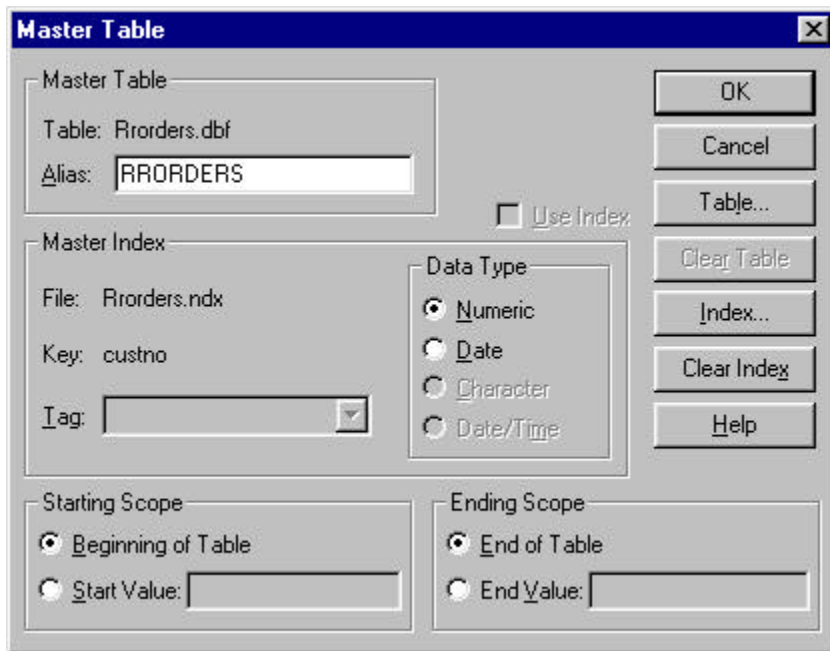 Master Table
Master Table
Table: Rrorders.dbf
Alias: RRORDERS
Use Index
Master Index
File: Rrorders.ndx
Key: custno
Tag:
Data Type
Numeric
Date
Character
Date/Time
OK
Cancel
Table...
Clear Table
Index...
Clear Index
Help
Starting Scope
Beginning of Table
Start Value:
Ending Scope
End of Table
End Value: